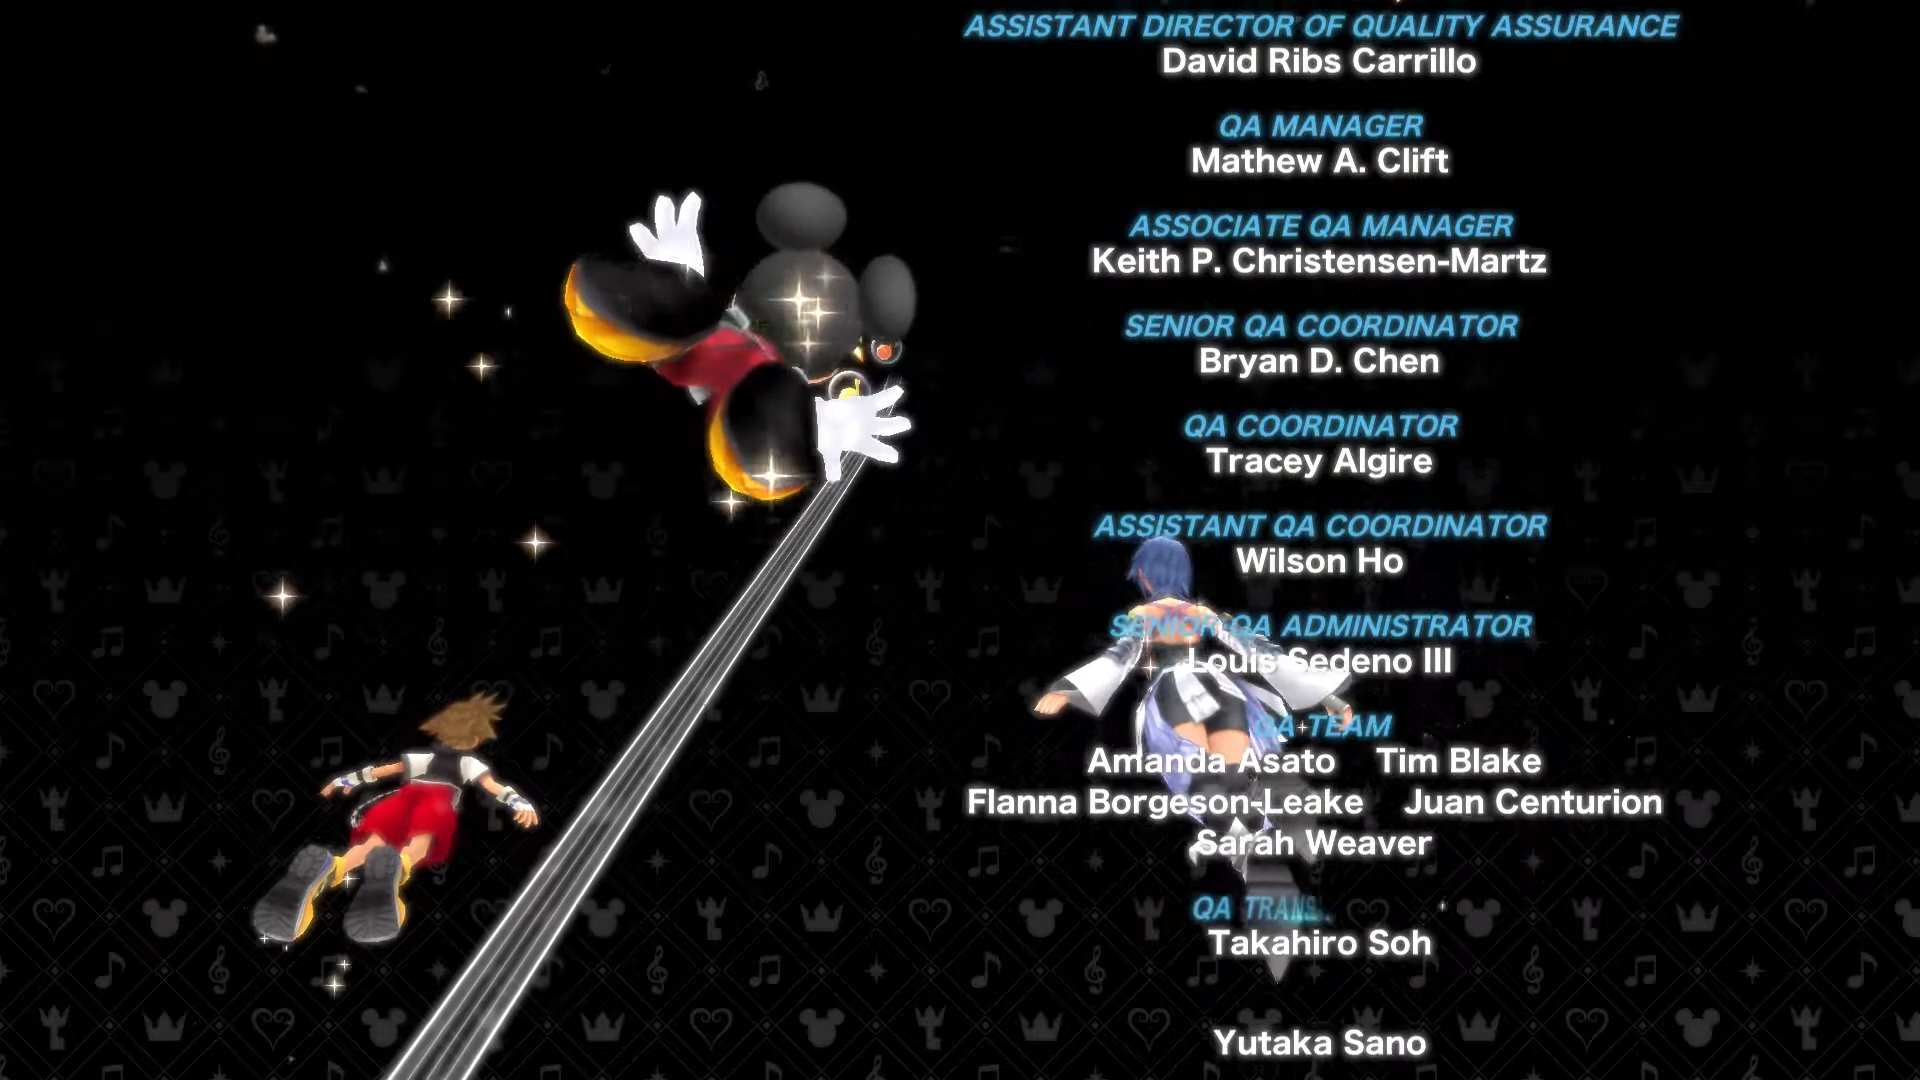 ASSISTANT DIRECTOR OF QUALITY ASSURANCE
David Ribs Carrillo
QA MANAGER
Mathew A. Clift
ASSOCIATE QA MANAGER
Keith P. Christensen-Martz
SENIOR QA COORDINATOR
Bryan D. Chen
QA COORDINATOR
Tracey Algire
ASSISTANT QA COORDINATOR
Wilson Ho
SENIOR QA ADMINISTRATOR
Louis Sedeno III
QA TEAM
Amanda Asato Tim Blake
Flanna Borgeson-Leake Juan Centurion
Sarah Weaver
QA
Takahiro Soh
Yutaka Sano